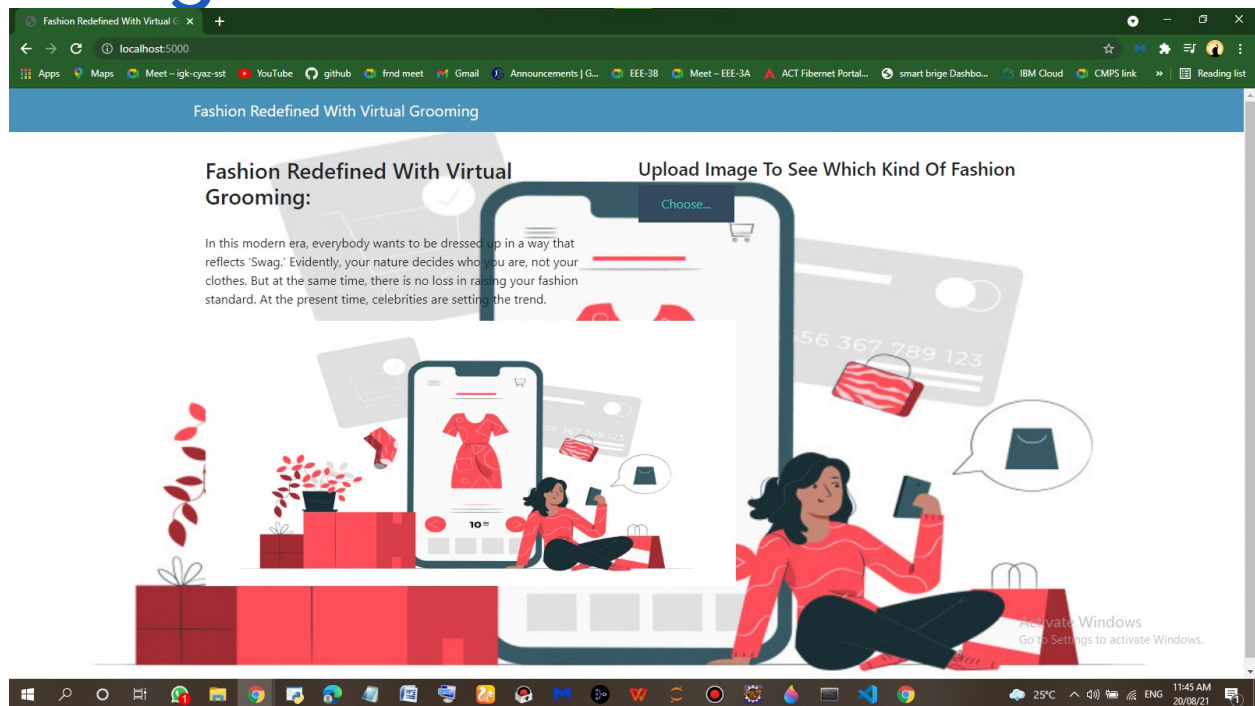 Fashion Redefined With Virtual G
localhost:5000
Apps Maps Meet – igk-cyaz-sst YouTube github frnd meet Gmail Announcements | G... EEE-3B Meet – EEE-3A ACT Fibernet Portal... smart brige Dashbo... IBM Cloud CMPS link » Reading list
Fashion Redefined With Virtual Grooming
Fashion Redefined With Virtual
Grooming:
In this modern era, everybody wants to be dressed up in a way that
reflects ‘Swag.’ Evidently, your nature decides who you are, not your
clothes. But at the same time, there is no loss in raising your fashion
standard. At the present time, celebrities are setting the trend.
Upload Image To See Which Kind Of Fashion
Choose...
56 367 789 123
56 367 789 123
10
Activate Windows
Go to Settings to activate Windows.
25°C ENG 11:45 AM
20/08/21